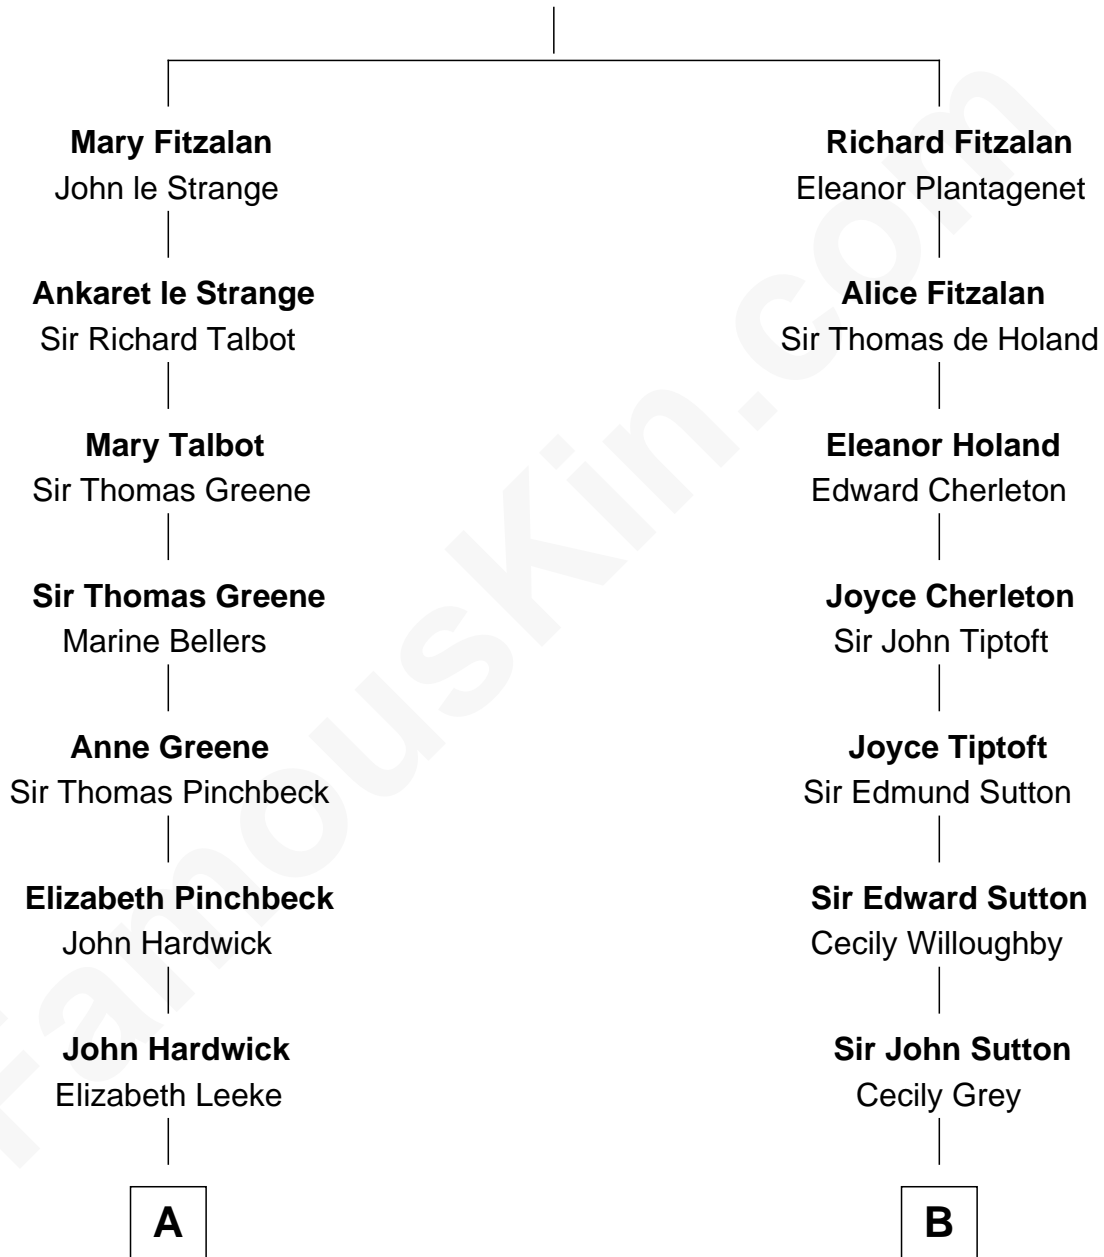 Mary Fitzalan
John le Strange
Ankaret le Strange
Sir Richard Talbot
Mary Talbot
Sir Thomas Greene
Sir Thomas Greene
Marine Bellers
Anne Greene
Sir Thomas Pinchbeck
Elizabeth Pinchbeck
John Hardwick
John Hardwick
Elizabeth Leeke
A
Richard Fitzalan
Eleanor Plantagenet
Alice Fitzalan
Sir Thomas de Holand
Eleanor Holand
Edward Cherleton
Joyce Cherleton
Sir John Tiptoft
Joyce Tiptoft
Sir Edmund Sutton
Sir Edward Sutton
Cecily Willoughby
Sir John Sutton
Cecily Grey
B
FamousKin.com